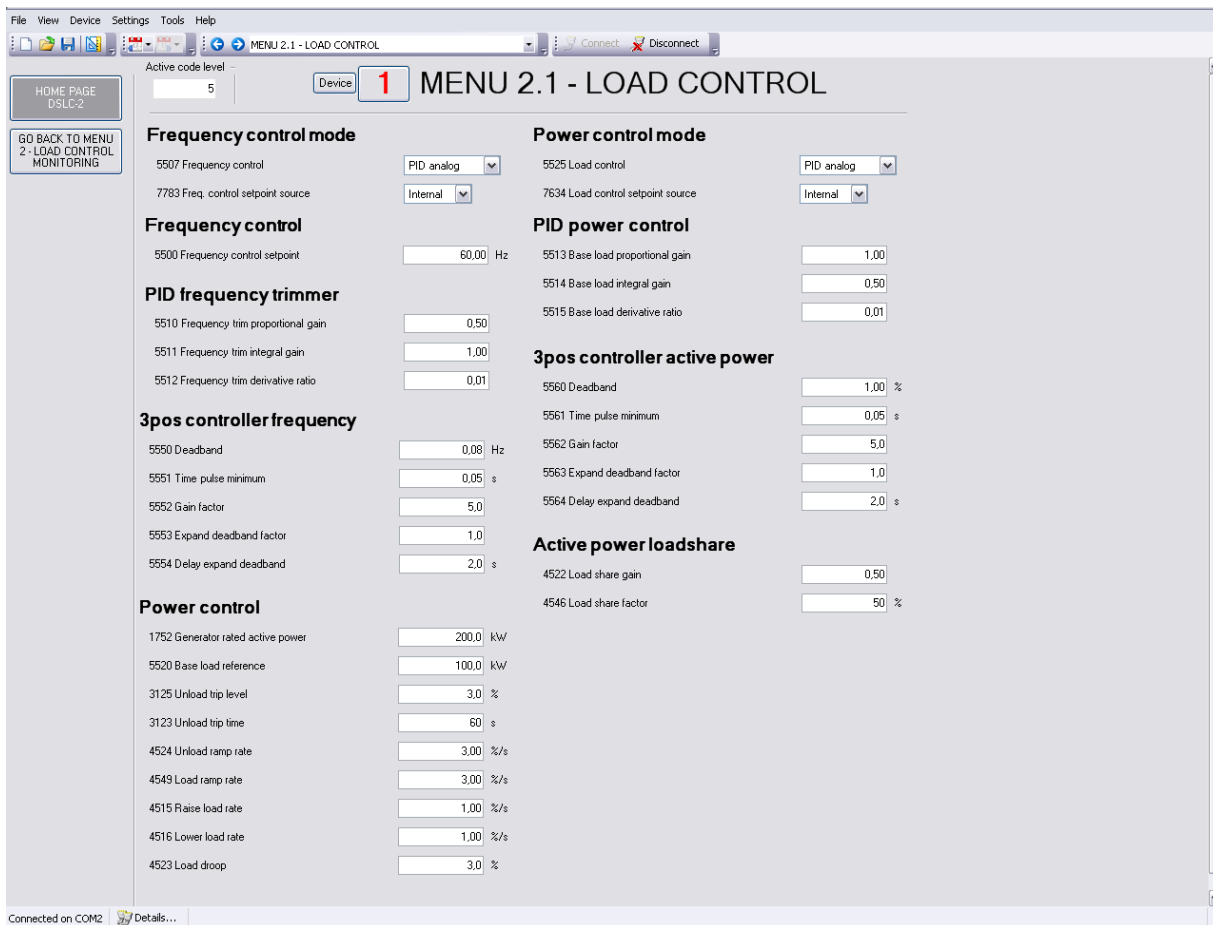 File View Device Settings Tools Help
MENU 2.1 - LOAD CONTROL Connect Disconnect
HOME PAGE
DSLC-2
GO BACK TO MENU
2 - LOAD CONTROL
MONITORING
Active code level
5
Device 1 MENU 2.1 - LOAD CONTROL
Frequency control mode
5507 Frequency control PID analog
7783 Freq. control setpoint source Internal
Frequency control
5500 Frequency control setpoint 60,00 Hz
PID frequency trimmer
5510 Frequency trim proportional gain 0,50
5511 Frequency trim integral gain 1,00
5512 Frequency trim derivative ratio 0,01
3pos controller frequency
5550 Deadband 0,08 Hz
5551 Time pulse minimum 0,05 s
5552 Gain factor 5,0
5553 Expand deadband factor 1,0
5554 Delay expand deadband 2,0 s
Power control
1752 Generator rated active power 200,0 kW
5520 Base load reference 100,0 kW
3125 Unload trip level 3,0 %
3123 Unload trip time 60 s
4524 Unload ramp rate 3,00 %/s
4549 Load ramp rate 3,00 %/s
4515 Raise load rate 1,00 %/s
4516 Lower load rate 1,00 %/s
4523 Load droop 3,0 %
Power control mode
5525 Load control PID analog
7634 Load control setpoint source Internal
PID power control
5513 Base load proportional gain 1,00
5514 Base load integral gain 0,50
5515 Base load derivative ratio 0,01
3pos controller active power
5560 Deadband 1,00 %
5561 Time pulse minimum 0,05 s
5562 Gain factor 5,0
5563 Expand deadband factor 1,0
5564 Delay expand deadband 2,0 s
Active power loadshare
4522 Load share gain 0,50
4546 Load share factor 50 %
Connected on COM2 Details...